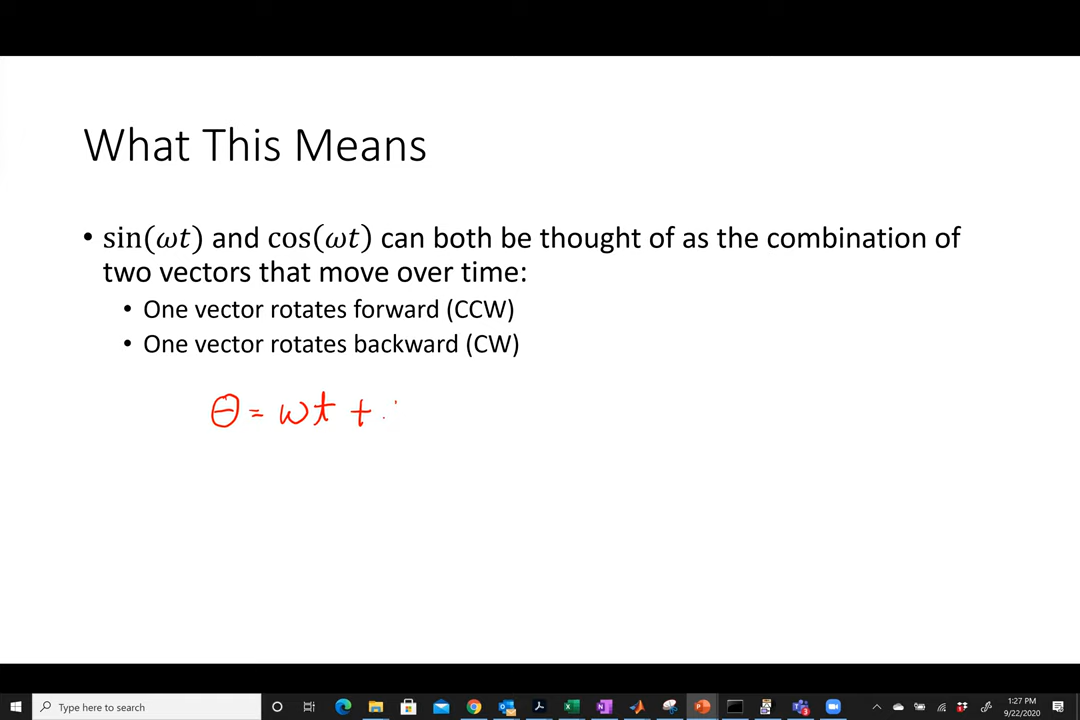 What This Means
• sin(ωt) and cos(ωt) can both be thought of as the combination of
two vectors that move over time:
• One vector rotates forward (CCW)
• One vector rotates backward (CW)
θ = ωt +
Type here to search
1:27 PM
9/22/2020